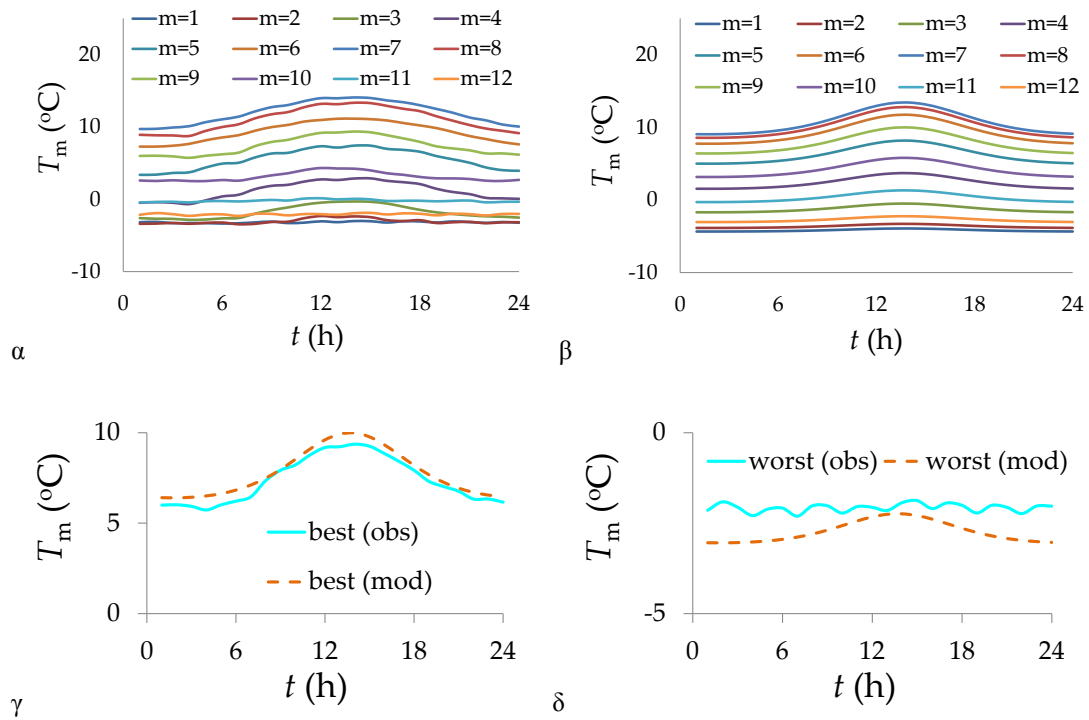 m=1 m=2 m=3 m=4
m=5 m=6 m=7 m=8
m=9 m=10 m=11 m=12
20
10
0
-10
Tm (oC)
0 6 12 18 24
t (h)
α
m=1 m=2 m=3 m=4
m=5 m=6 m=7 m=8
m=9 m=10 m=11 m=12
20
10
0
-10
Tm (oC)
0 6 12 18 24
t (h)
β
10
5
0
Tm (oC)
best (obs)
best (mod)
0 6 12 18 24
t (h)
γ
0
-5
Tm (oC)
worst (obs) worst (mod)
0 6 12 18 24
t (h)
δ